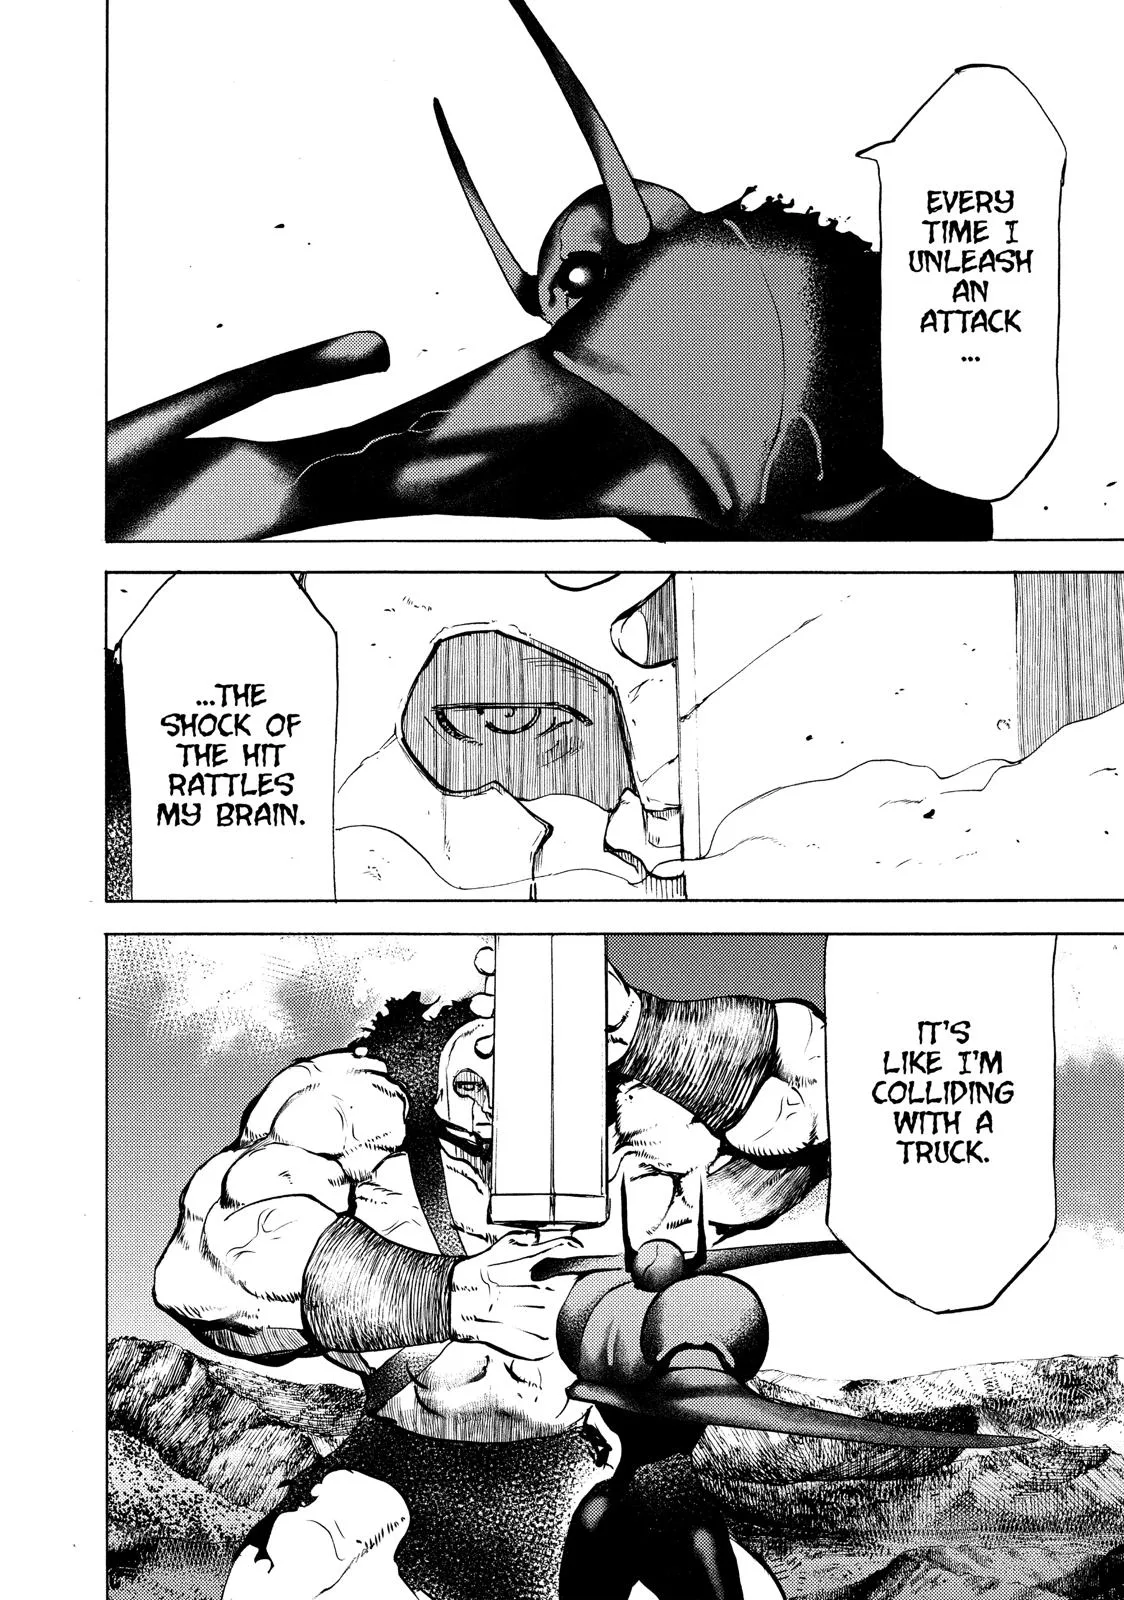 EVERY
TIME I
UNLEASH
AN
ATTACK
...
...THE
SHOCK OF
THE HIT
RATTLES
MY BRAIN.
IT'S
LIKE I'M
COLLIDING
WITH A
TRUCK.